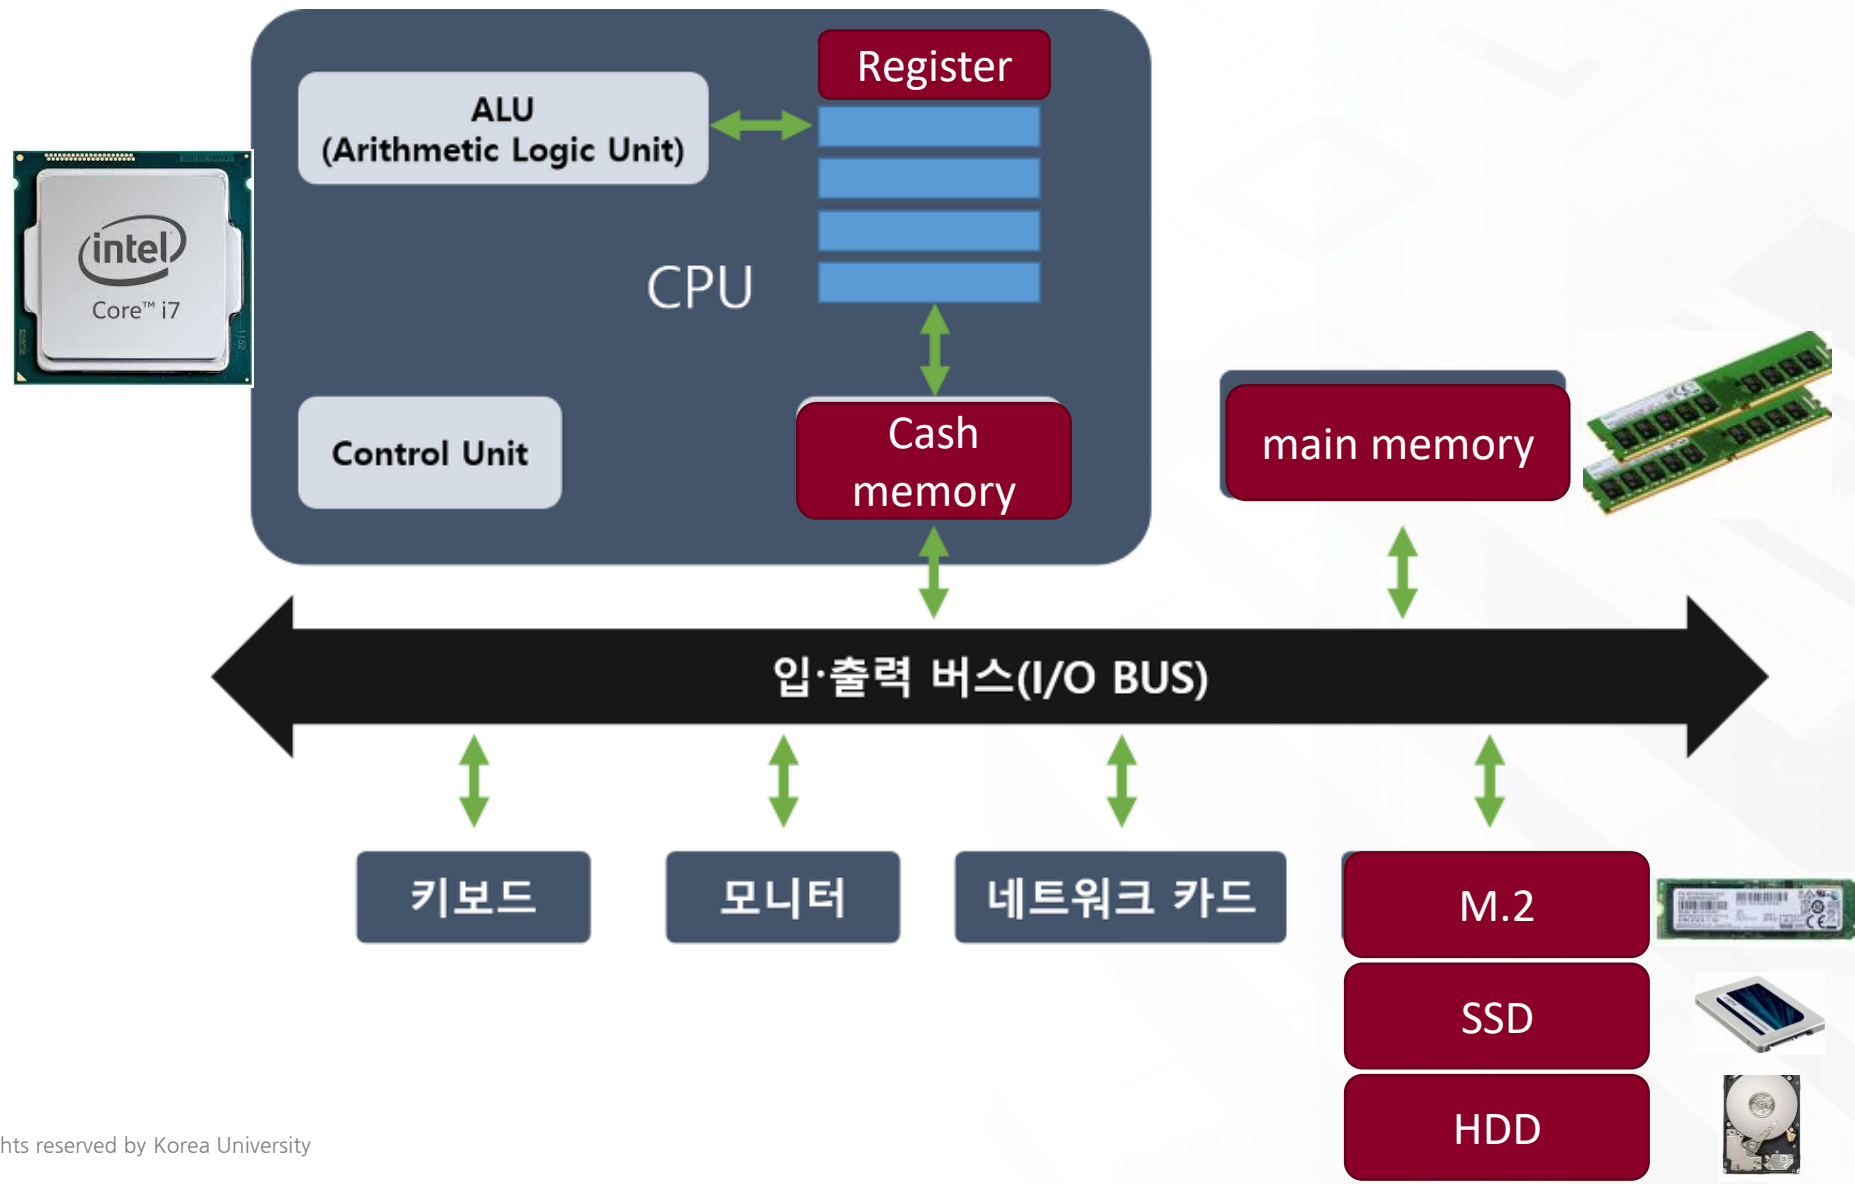 Register
ALU
(Arithmetic Logic Unit)
intel
Core™ i7
CPU
Control Unit
Cash
memory
main memory
입·출력 버스(I/O BUS)
키보드
모니터
네트워크 카드
M.2
SSD
HDD
hts reserved by Korea University